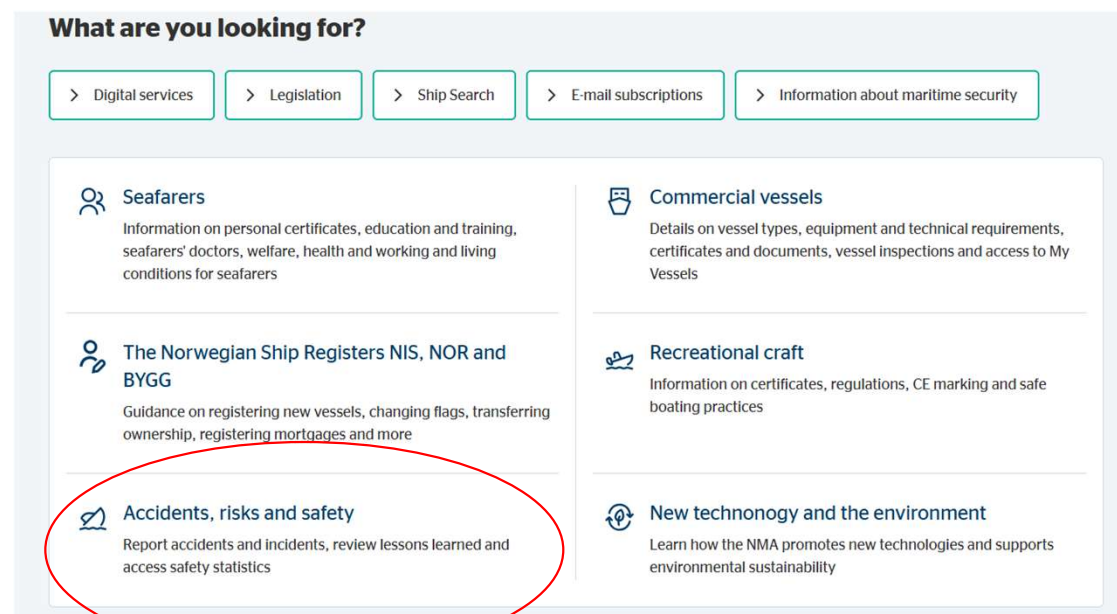 What are you looking for?
Digital services
Legislation
Ship Search
E-mail subscriptions
Information about maritime security
Seafarers
Information on personal certificates, education and training,
seafarers' doctors, welfare, health and working and living
conditions for seafarers
Commercial vessels
Details on vessel types, equipment and technical requirements,
certificates and documents, vessel inspections and access to My
Vessels
The Norwegian Ship Registers NIS, NOR and
BYGG
Guidance on registering new vessels, changing flags, transferring
ownership, registering mortgages and more
Recreational craft
Information on certificates, regulations, CE marking and safe
boating practices
Accidents, risks and safety
Report accidents and incidents, review lessons learned and
access safety statistics
New technonogy and the environment
Learn how the NMA promotes new technologies and supports
environmental sustainability